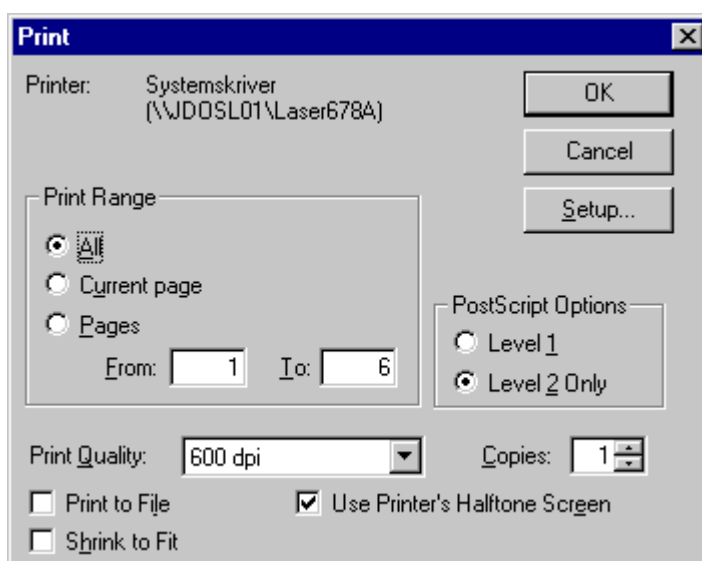 Print
Printer: Systemskriver
(\\JDOSL01\Laser678A)
OK
Cancel
Setup...
Print Range
All
Current page
Pages
From: 1 To: 6
PostScript Options
Level 1
Level 2 Only
Print Quality: 600 dpi Copies: 1
Print to File Use Printer's Halftone Screen
Shrink to Fit